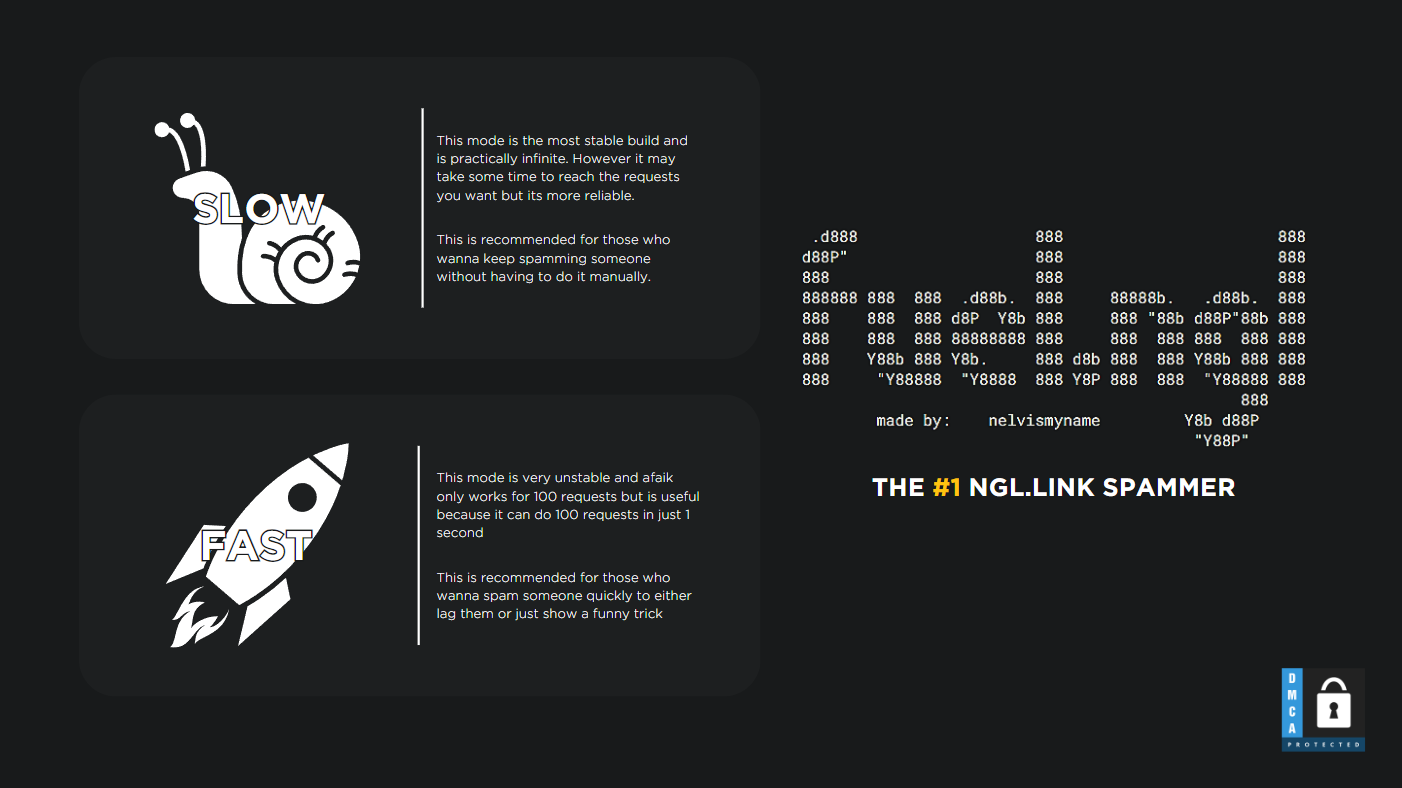 SLOW
This mode is the most stable build and
is practically infinite. However it may
take some time to reach the requests
you want but its more reliable.
This is recommended for those who
wanna keep spamming someone
without having to do it manually.
FAST
This mode is very unstable and afaik
only works for 100 requests but is useful
because it can do 100 requests in just 1
second
This is recommended for those who
wanna spam someone quickly to either
lag them or just show a funny trick
 .d888                   888                       888
d88P"                    888                       888
888                      888                       888
888888 888  888  .d88b.  888     88888b.   .d88b.  888
888    888  888 d8P  Y8b 888     888 "88b d88P"88b 888
888    888  888 88888888 888     888  888 888  888 888
888    Y88b 888 Y8b.     888 d8b 888  888 Y88b 888 888
888     "Y88888  "Y8888  888 Y8P 888  888  "Y88888 888
                                               888
        made by:    nelvismyname         Y8b d88P
                                          "Y88P"
THE #1 NGL.LINK SPAMMER
DMCA
PROTECTED